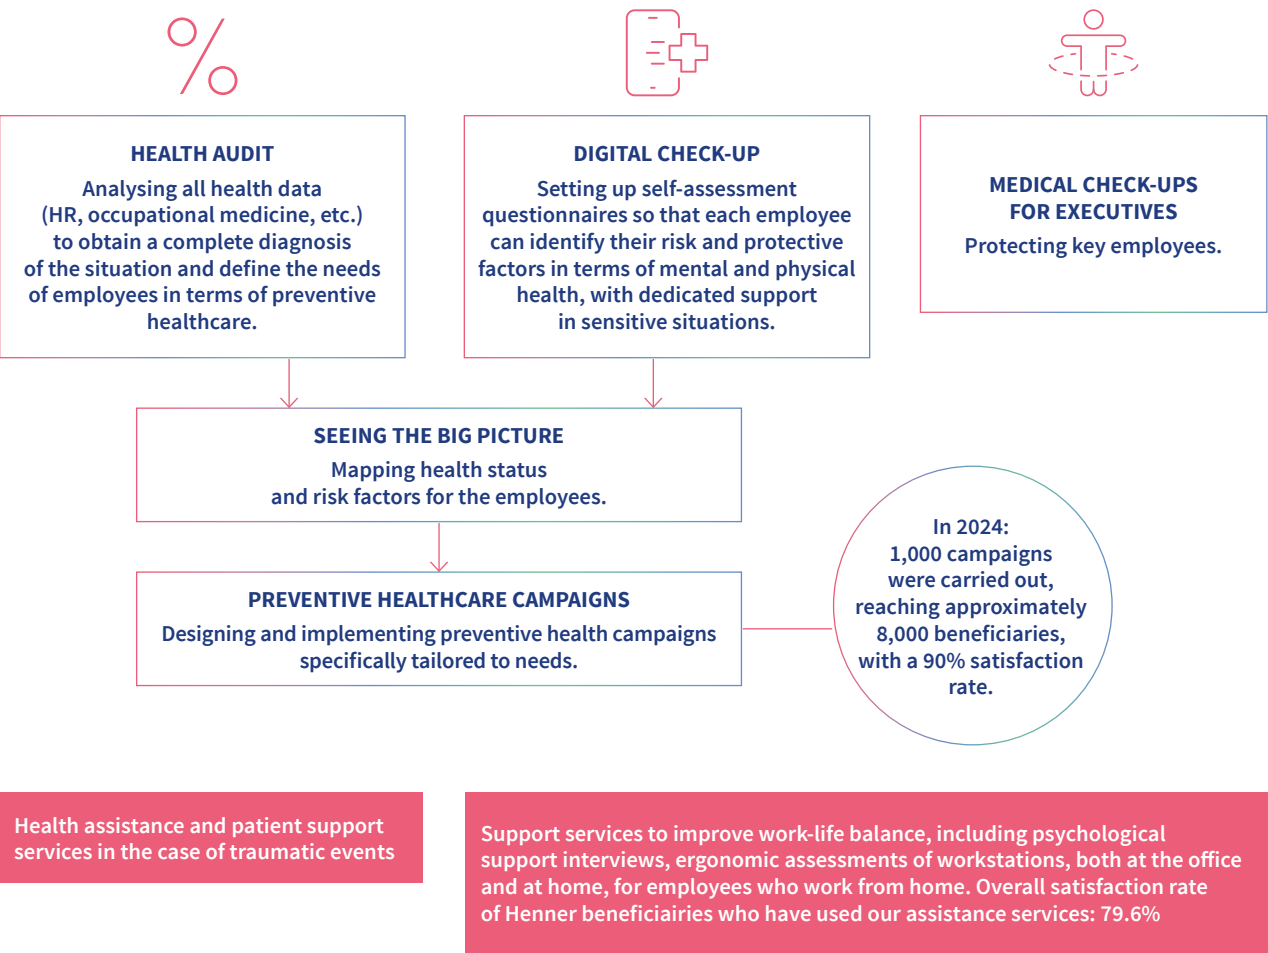 HEALTH AUDIT
Analysing all health data
(HR, occupational medicine, etc.)
to obtain a complete diagnosis
of the situation and define the needs
of employees in terms of preventive
healthcare.
DIGITAL CHECK-UP
Setting up self-assessment
questionnaires so that each employee
can identify their risk and protective
factors in terms of mental and physical
health, with dedicated support
in sensitive situations.
MEDICAL CHECK-UPS
FOR EXECUTIVES
Protecting key employees.
SEEING THE BIG PICTURE
Mapping health status
and risk factors for the employees.
PREVENTIVE HEALTHCARE CAMPAIGNS
Designing and implementing preventive health campaigns
specifically tailored to needs.
In 2024:
1,000 campaigns
were carried out,
reaching approximately
8,000 beneficiaries,
with a 90% satisfaction
rate.
Health assistance and patient support
services in the case of traumatic events
Support services to improve work-life balance, including psychological
support interviews, ergonomic assessments of workstations, both at the office
and at home, for employees who work from home. Overall satisfaction rate
of Henner beneficiairies who have used our assistance services: 79.6%